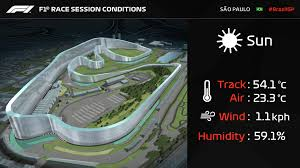 F1 F1® RACE SESSION CONDITIONS
SÃO PAULO #BrazilGP
Sun
Track : 54.1°C
Air : 23.3°C
Wind : 1.1kph
Humidity : 59.1%